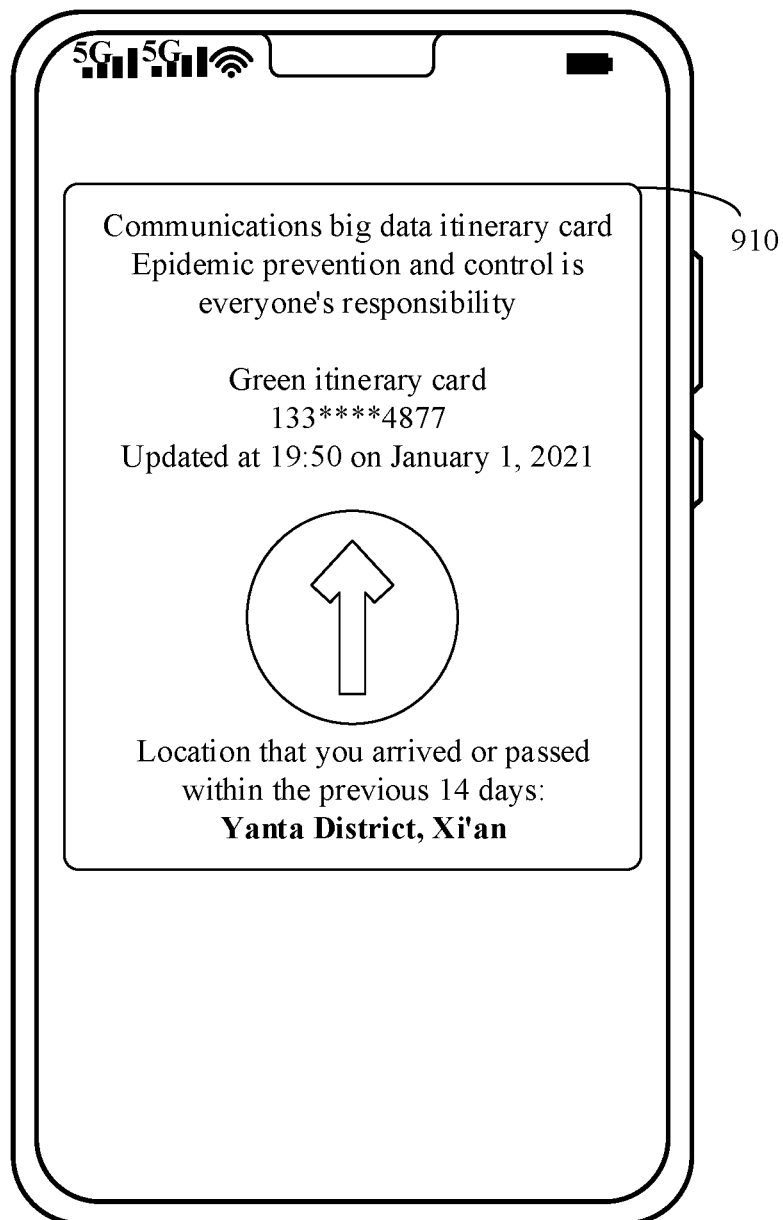 5G 5G
Communications big data itinerary card
Epidemic prevention and control is
everyone's responsibility
910
Green itinerary card
133****4877
Updated at 19:50 on January 1, 2021
Location that you arrived or passed
within the previous 14 days:
Yanta District, Xi'an